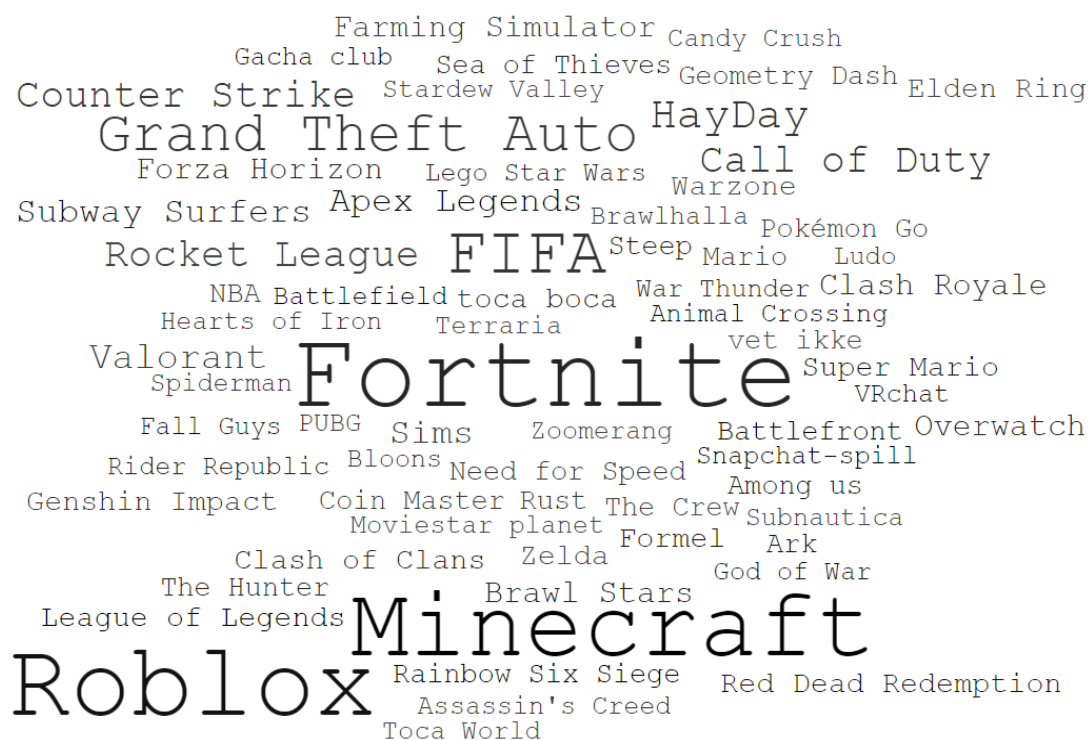 Farming Simulator
Candy Crush
Gacha club
Sea of Thieves
Geometry Dash
Elden Ring
Counter Strike
Stardew Valley
Grand Theft Auto
HayDay
Forza Horizon
Lego Star Wars
Call of Duty
Warzone
Subway Surfers
Apex Legends
Brawlhalla
Pokémon Go
Rocket League
FIFA
Steep
Mario
Ludo
NBA
Battlefield
toca boca
War Thunder
Clash Royale
Hearts of Iron
Terraria
Animal Crossing
vet ikke
Valorant
Fortnite
Super Mario
Spiderman
VRchat
Fall Guys
PUBG
Sims
Zoomerang
Battlefront
Overwatch
Rider Republic
Bloons
Need for Speed
Snapchat-spill
Among us
Genshin Impact
Coin Master
Rust
The Crew
Subnautica
Moviestar planet
Formel
Ark
Clash of Clans
Zelda
God of War
The Hunter
Brawl Stars
League of Legends
Minecraft
Roblox
Rainbow Six Siege
Red Dead Redemption
Assassin's Creed
Toca World